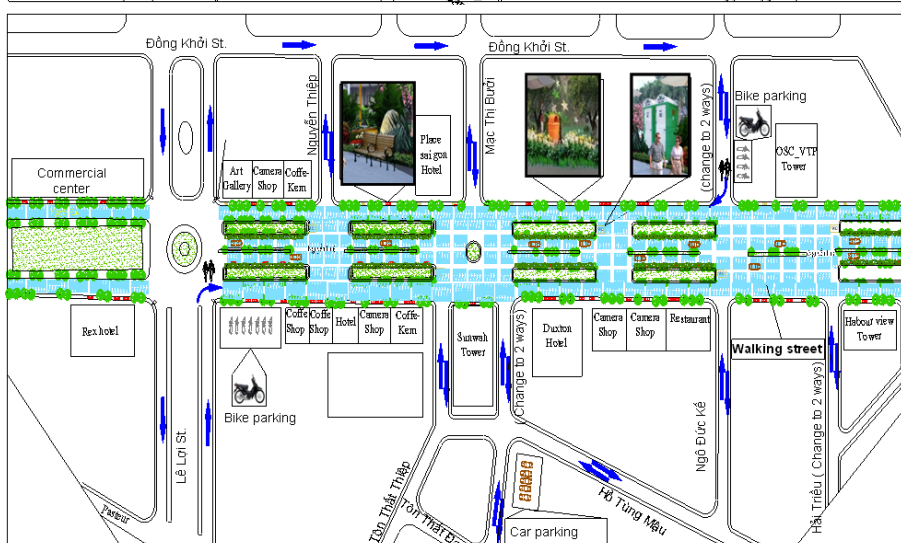 Đồng Khởi St.
Đồng Khởi St.
Nguyễn Thiệp
Mạc Thị Bưởi
(change to 2 ways)
Bike parking
Place
sai gon
Hotel
OSC_VTP
Tower
Commercial
center
Art
Gallery
Camera
Shop
Coffe-
Kem
Rex hotel
Coffe
Shop
Coffe
Shop
Hotel
Camera
Shop
Coffe-
Kem
Sunwah
Tower
Duxton
Hotel
Camera
Shop
Camera
Shop
Restaurant
Walking street
Habour view
Tower
Bike parking
(Change to 2 ways)
Lê Lợi St.
Pasteur
Tôn Thất Thiệp
Tôn Thất
Hồ Tùng Mậu
Ngô Đức Kế
Hải Triều ( Change to 2 ways)
Car parking